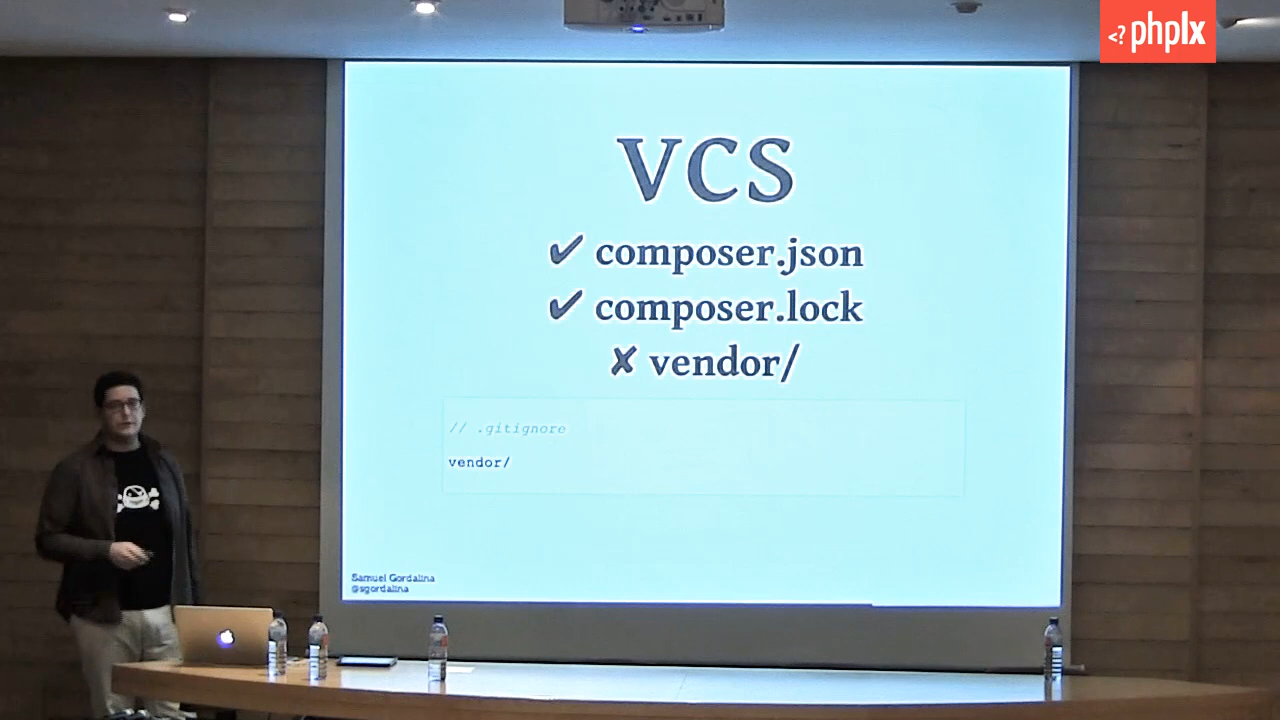 <? phplx
VCS
✔ composer.json
✔ composer.lock
✘ vendor/
// .gitignore
vendor/
Samuel Gordalina
@sgordalina